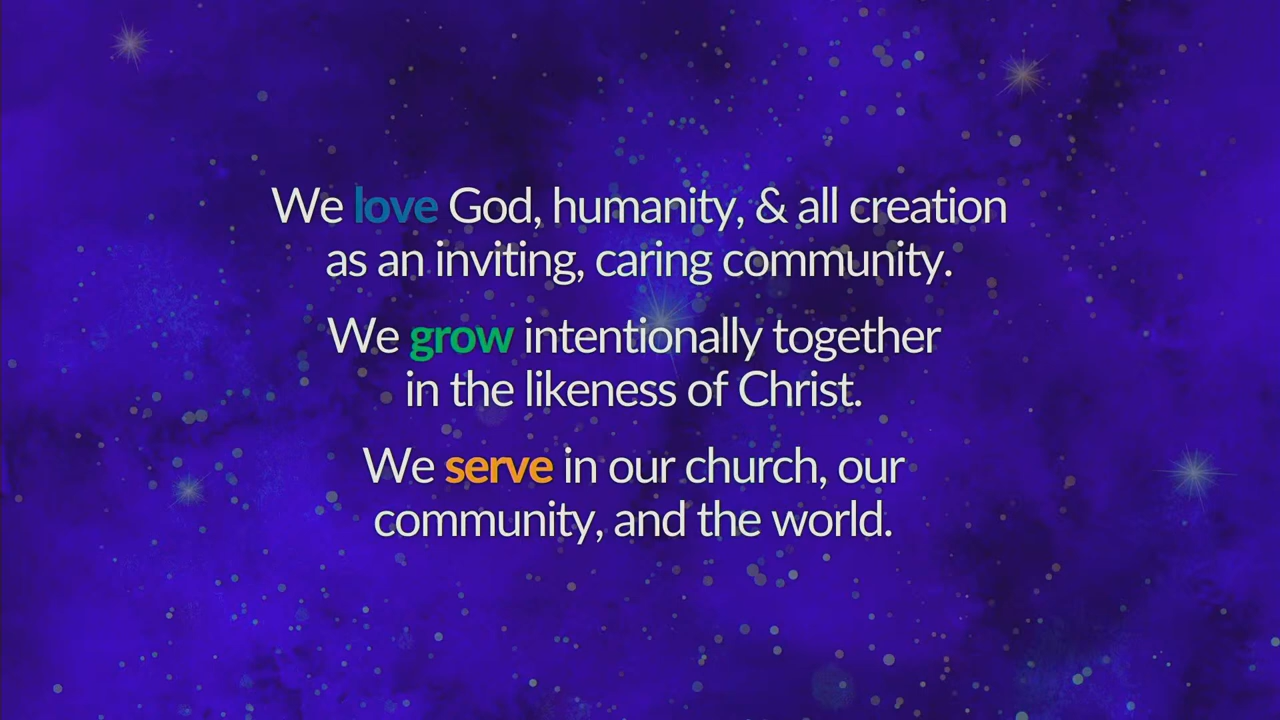 We love God, humanity, & all creation
as an inviting, caring community.
We grow intentionally together
in the likeness of Christ.
We serve in our church, our
community, and the world.